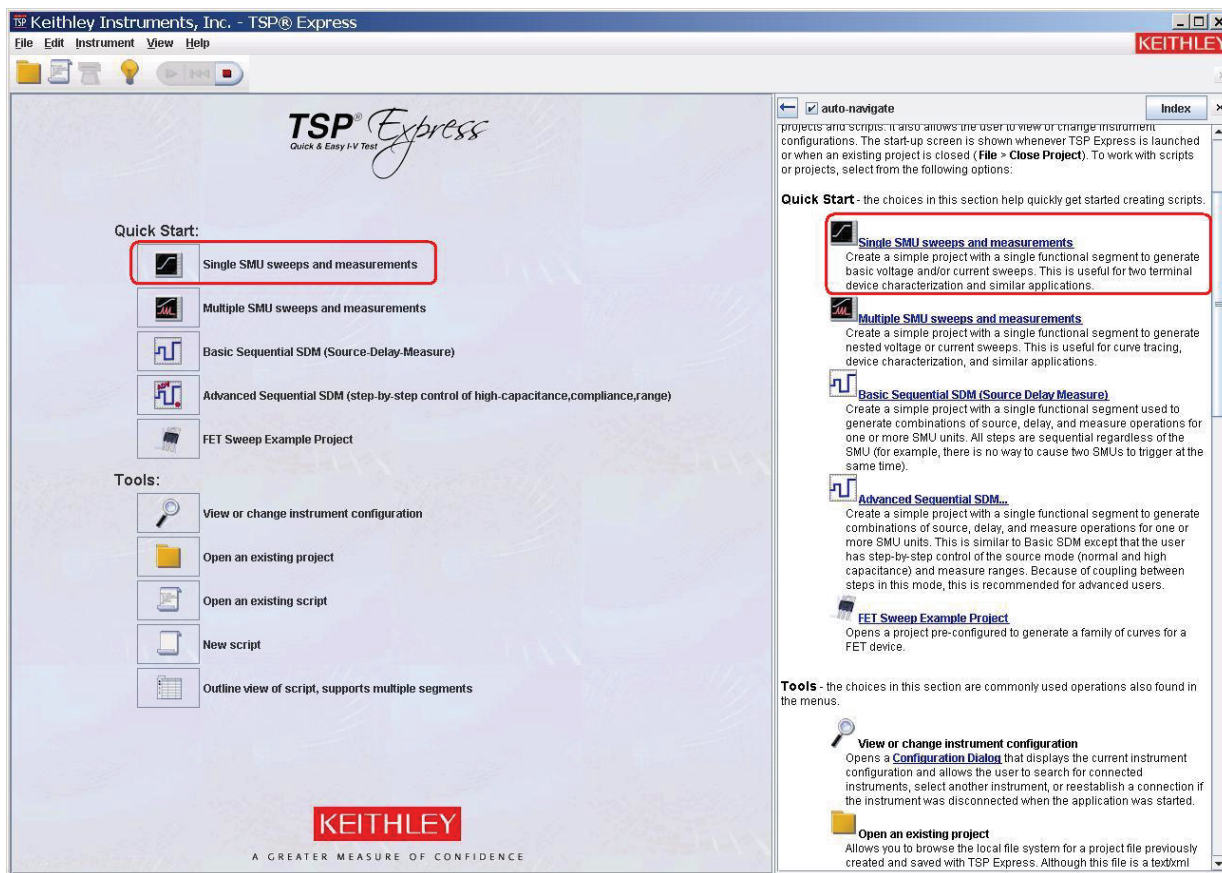 TSP Keithley Instruments, Inc. - TSP® Express
File Edit Instrument View Help
KEITHLEY
TSP® Express
Quick & Easy I-V Test
Quick Start:
Single SMU sweeps and measurements
Multiple SMU sweeps and measurements
Basic Sequential SDM (Source-Delay-Measure)
Advanced Sequential SDM (step-by-step control of high-capacitance,compliance,range)
FET Sweep Example Project
Tools:
View or change instrument configuration
Open an existing project
Open an existing script
New script
Outline view of script, supports multiple segments
KEITHLEY
A GREATER MEASURE OF CONFIDENCE
auto-navigate
Index
projects and scripts. It also allows the user to view or change instrument
configurations. The start-up screen is shown whenever TSP Express is launched
or when an existing project is closed (File > Close Project). To work with scripts
or projects, select from the following options:
Quick Start - the choices in this section help quickly get started creating scripts.
Single SMU sweeps and measurements
Create a simple project with a single functional segment to generate
basic voltage and/or current sweeps. This is useful for two terminal
device characterization and similar applications.
Multiple SMU sweeps and measurements
Create a simple project with a single functional segment to generate
nested voltage or current sweeps. This is useful for curve tracing,
device characterization, and similar applications.
Basic Sequential SDM (Source Delay Measure)
Create a simple project with a single functional segment used to
generate combinations of source, delay, and measure operations for
one or more SMU units. All steps are sequential regardless of the
SMU (for example, there is no way to cause two SMUs to trigger at the
same time).
Advanced Sequential SDM...
Create a simple project with a single functional segment to generate
combinations of source, delay, and measure operations for one or
more SMU units. This is similar to Basic SDM except that the user
has step-by-step control of the source mode (normal and high
capacitance) and measure ranges. Because of coupling between
steps in this mode, this is recommended for advanced users.
FET Sweep Example Project
Opens a project pre-configured to generate a family of curves for a
FET device.
Tools - the choices in this section are commonly used operations also found in
the menus.
View or change instrument configuration
Opens a Configuration Dialog that displays the current instrument
configuration and allows the user to search for connected
instruments, select another instrument, or reestablish a connection if
the instrument was disconnected when the application was started.
Open an existing project
Allows you to browse the local file system for a project file previously
created and saved with TSP Express. Although this file is a text/xml